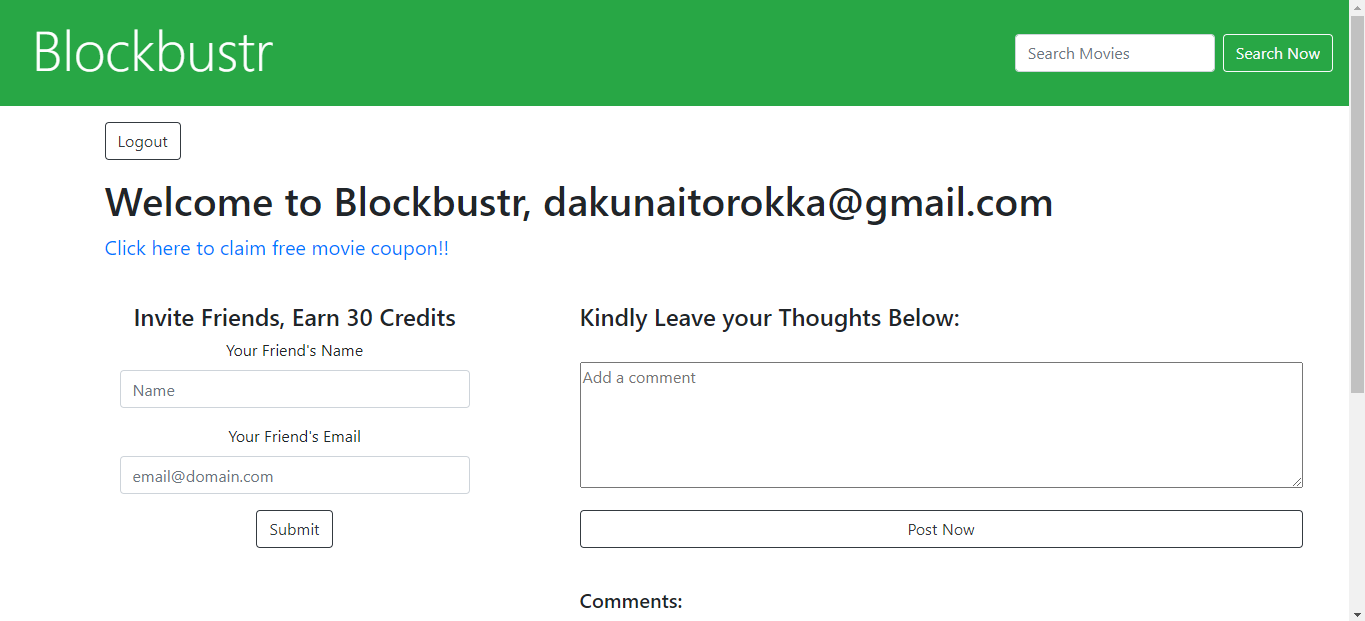 Blockbustr
Search Movies
Search Now
Logout
Welcome to Blockbustr, dakunaitorokka@gmail.com
Click here to claim free movie coupon!!
Invite Friends, Earn 30 Credits
Your Friend's Name
Name
Your Friend's Email
email@domain.com
Submit
Kindly Leave your Thoughts Below:
Add a comment
Post Now
Comments: